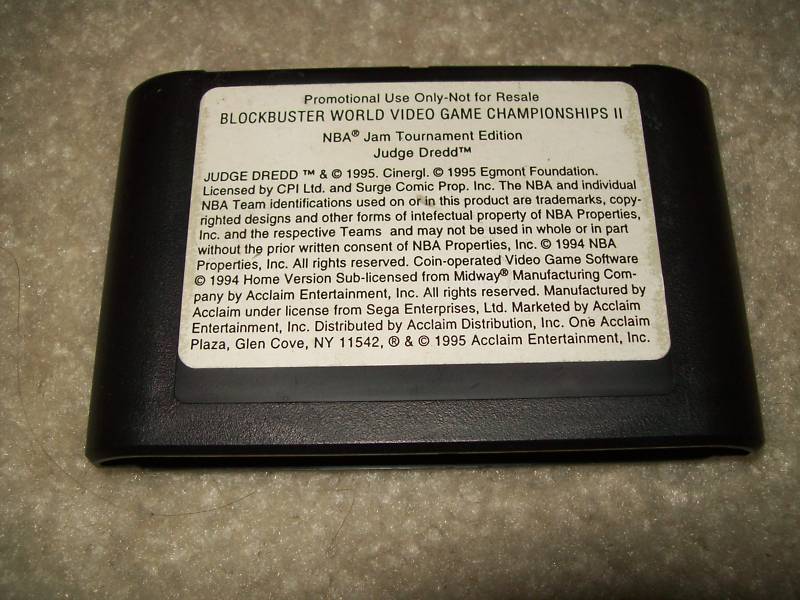 Promotional Use Only-Not for Resale
BLOCKBUSTER WORLD VIDEO GAME CHAMPIONSHIPS II
NBA® Jam Tournament Edition
Judge Dredd™
JUDGE DREDD ™ & © 1995. Cinergl. © 1995 Egmont Foundation.
Licensed by CPI Ltd. and Surge Comic Prop. Inc. The NBA and individual
NBA Team identifications used on or in this product are trademarks, copy-
righted designs and other forms of intefectual property of NBA Properties,
Inc. and the respective Teams and may not be used in whole or in part
without the prior written consent of NBA Properties, Inc. © 1994 NBA
Properties, Inc. All rights reserved. Coin-operated Video Game Software
© 1994 Home Version Sub-licensed from Midway® Manufacturing Com-
pany by Acclaim Entertainment, Inc. All rights reserved. Manufactured by
Acclaim under license from Sega Enterprises, Ltd. Marketed by Acclaim
Entertainment, Inc. Distributed by Acclaim Distribution, Inc. One Acclaim
Plaza, Glen Cove, NY 11542, ® & © 1995 Acclaim Entertainment, Inc.